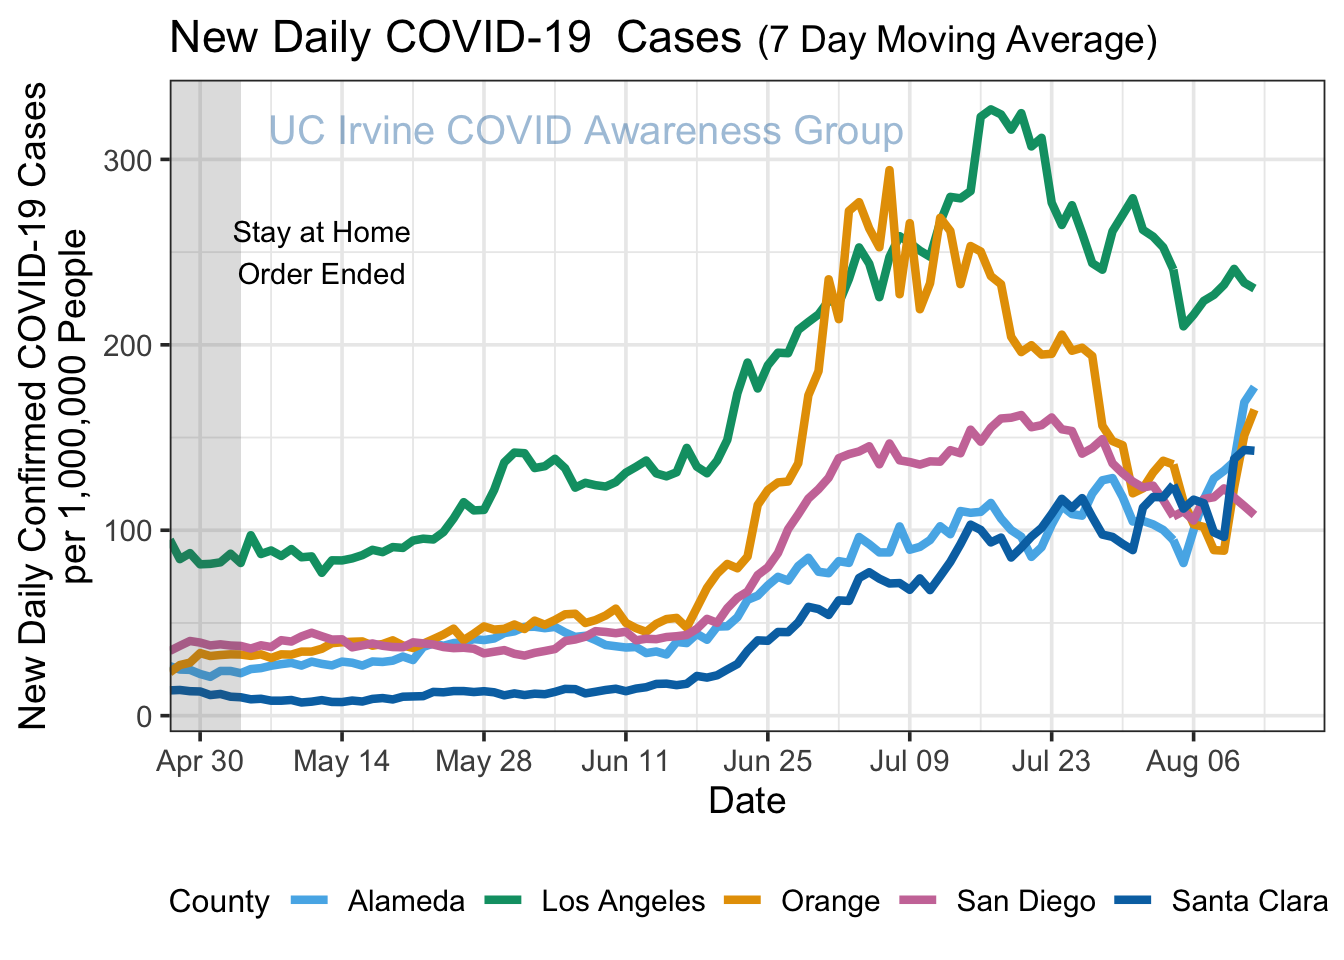 New Daily COVID-19  Cases (7 Day Moving Average)
New Daily Confirmed COVID-19 Cases
per 1,000,000 People
UC Irvine COVID Awareness Group
Stay at Home
Order Ended
300
200
100
0
Apr 30 May 14 May 28 Jun 11 Jun 25 Jul 09 Jul 23 Aug 06
Date
County Alameda Los Angeles Orange San Diego Santa Clara